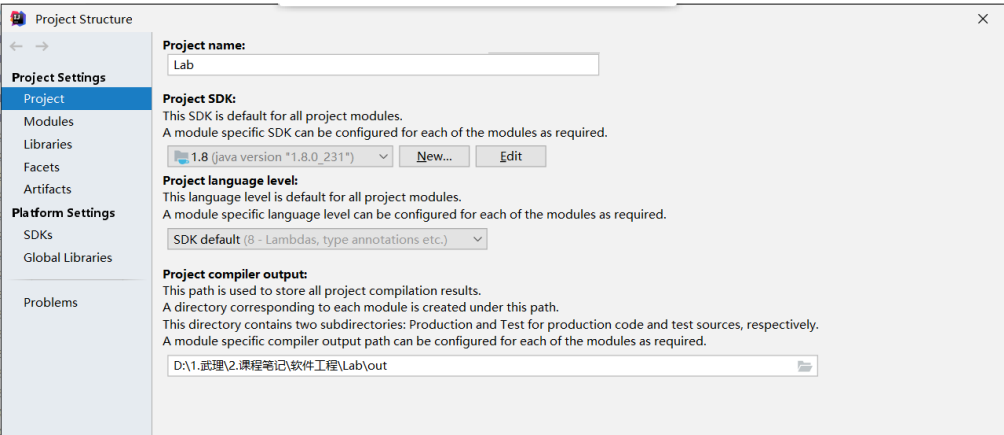 Project Structure
Project Settings
Project
Modules
Libraries
Facets
Artifacts
Platform Settings
SDKs
Global Libraries
Problems
Project name:
Lab
Project SDK:
This SDK is default for all project modules.
A module specific SDK can be configured for each of the modules as required.
1.8 (java version "1.8.0_231") New... Edit
Project language level:
This language level is default for all project modules.
A module specific language level can be configured for each of the modules as required.
SDK default (8 - Lambdas, type annotations etc.)
Project compiler output:
This path is used to store all project compilation results.
A directory corresponding to each module is created under this path.
This directory contains two subdirectories: Production and Test for production code and test sources, respectively.
A module specific compiler output path can be configured for each of the modules as required.
D:\1.武理\2.课程笔记\软件工程\Lab\out